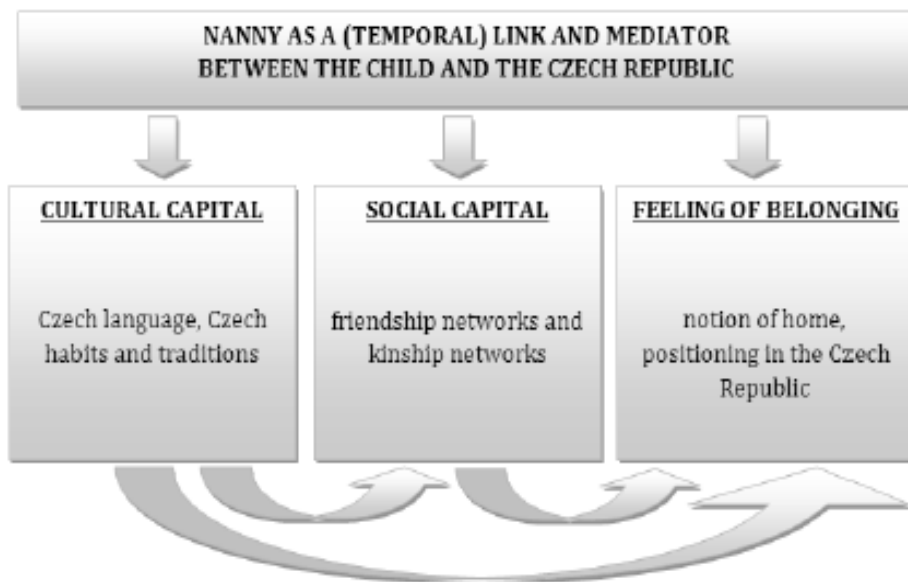 NANNY AS A (TEMPORAL) LINK AND MEDIATOR
BETWEEN THE CHILD AND THE CZECH REPUBLIC
CULTURAL CAPITAL
Czech language, Czech
habits and traditions
SOCIAL CAPITAL
friendship networks and
kinship networks
FEELING OF BELONGING
notion of home,
positioning in the Czech
Republic